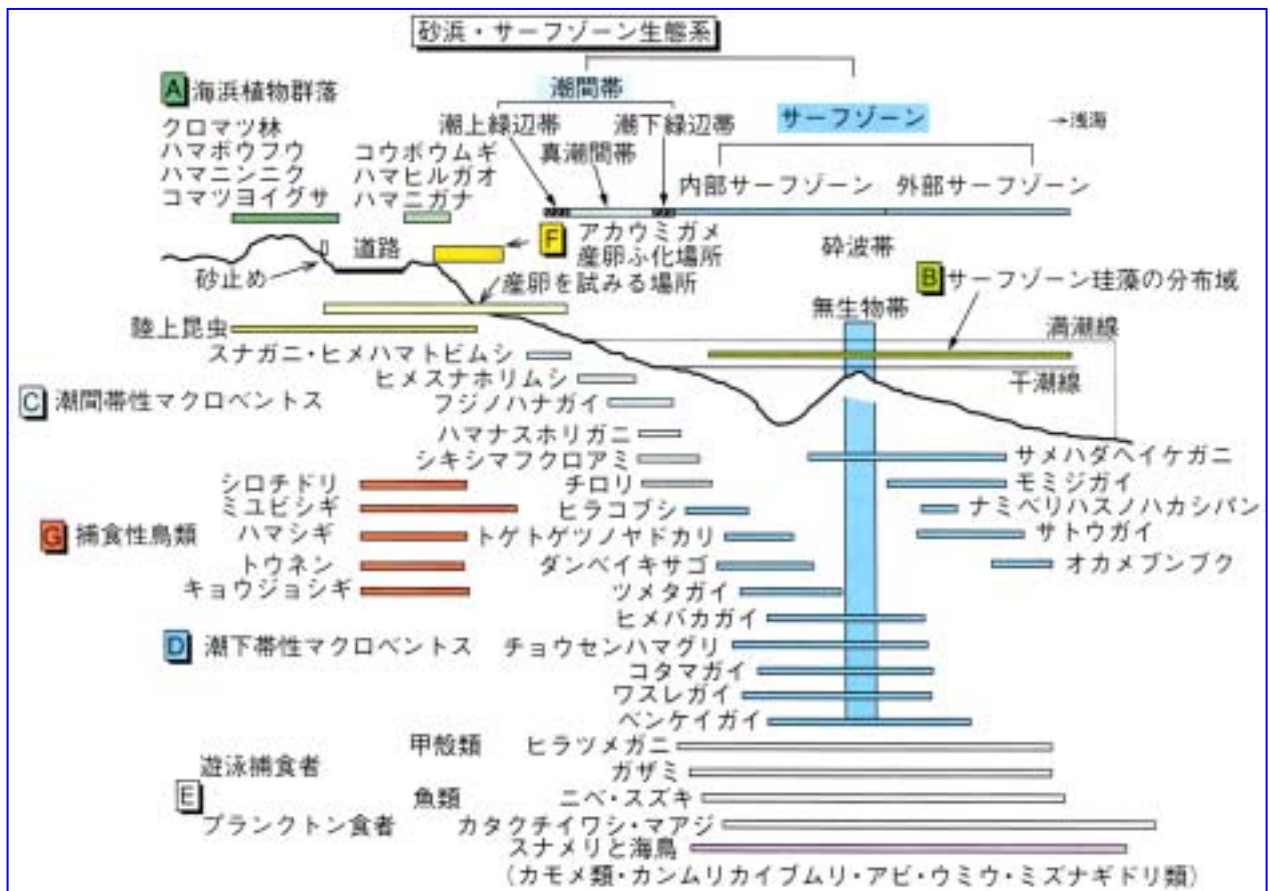 砂浜・サーフゾーン生態系
A 海浜植物群落
潮間帯
サーフゾーン
→浅海
クロマツ林
ハマボウフウ
ハマニンニク
コマツヨイグサ
コウボウムギ
ハマヒルガオ
ハマニガナ
潮上縁辺帯
潮下縁辺帯
真潮間帯
内部サーフゾーン
外部サーフゾーン
F アカウミガメ
産卵ふ化場所
道路
砂止め
産卵を試みる場所
砕波帯
B サーフゾーン珪藻の分布域
無生物帯
満潮線
干潮線
陸上昆虫
スナガニ・ヒメハマトビムシ
ヒメスナホリムシ
C 潮間帯性マクロベントス
フジノハナガイ
ハマナスホリガニ
シキシマフクロアミ
チロリ
サメハダヘイケガニ
モミジガイ
ナミベリハスノハカシパン
サトウガイ
オカメブンブク
シロチドリ
ミユビシギ
G 捕食性鳥類
ハマシギ
トウネン
キョウジョシギ
ヒラコブシ
トゲトゲツノヤドカリ
ダンベイキサゴ
ツメタガイ
ヒメバカガイ
D 潮下帯性マクロベントス
チョウセンハマグリ
コタマガイ
ワスレガイ
ベンケイガイ
甲殻類
ヒラツメガニ
遊泳捕食者
ガザミ
E
魚類
ニベ・スズキ
プランクトン食者
カタクチイワシ・マアジ
スナメリと海鳥
(カモメ類・カンムリカイブムリ・アビ・ウミウ・ミズナギドリ類)